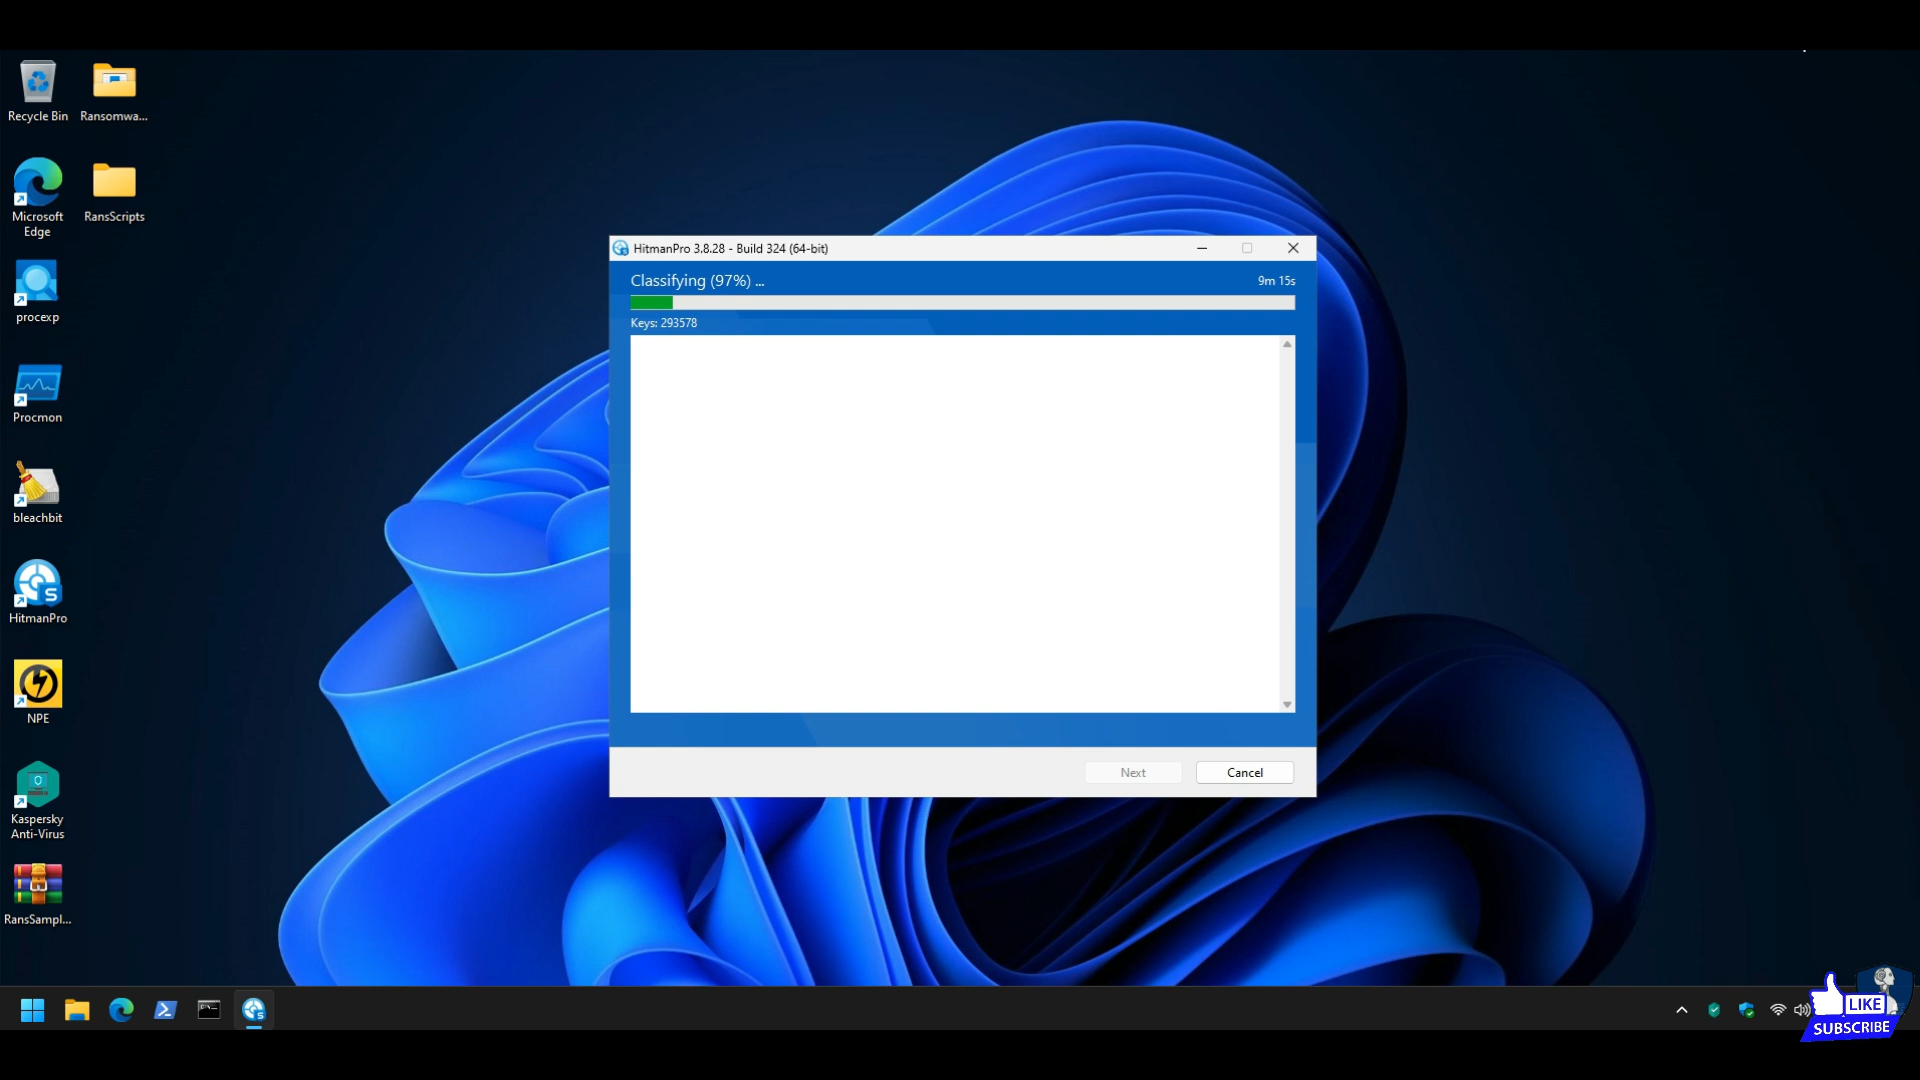 Recycle Bin
Ransomwa...
Microsoft
Edge
RansScripts
procexp
Procmon
bleachbit
HitmanPro
NPE
Kaspersky
Anti-Virus
RansSampl...
HitmanPro 3.8.28 - Build 324 (64-bit)
Classifying (97%) ...
9m 15s
Keys: 293578
Next
Cancel
LIKE
SUBSCRIBE